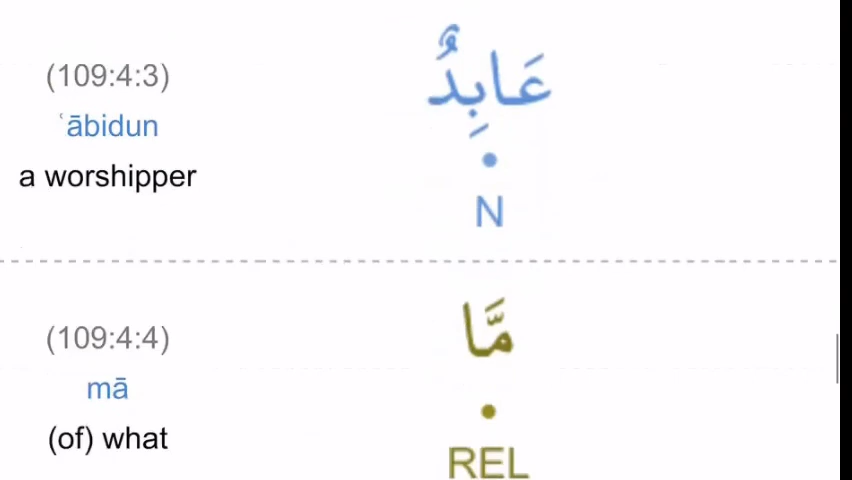 (109:4:3)
ʿābidun
a worshipper
عَابِدٌ
N
(109:4:4)
mā
(of) what
مَّا
REL